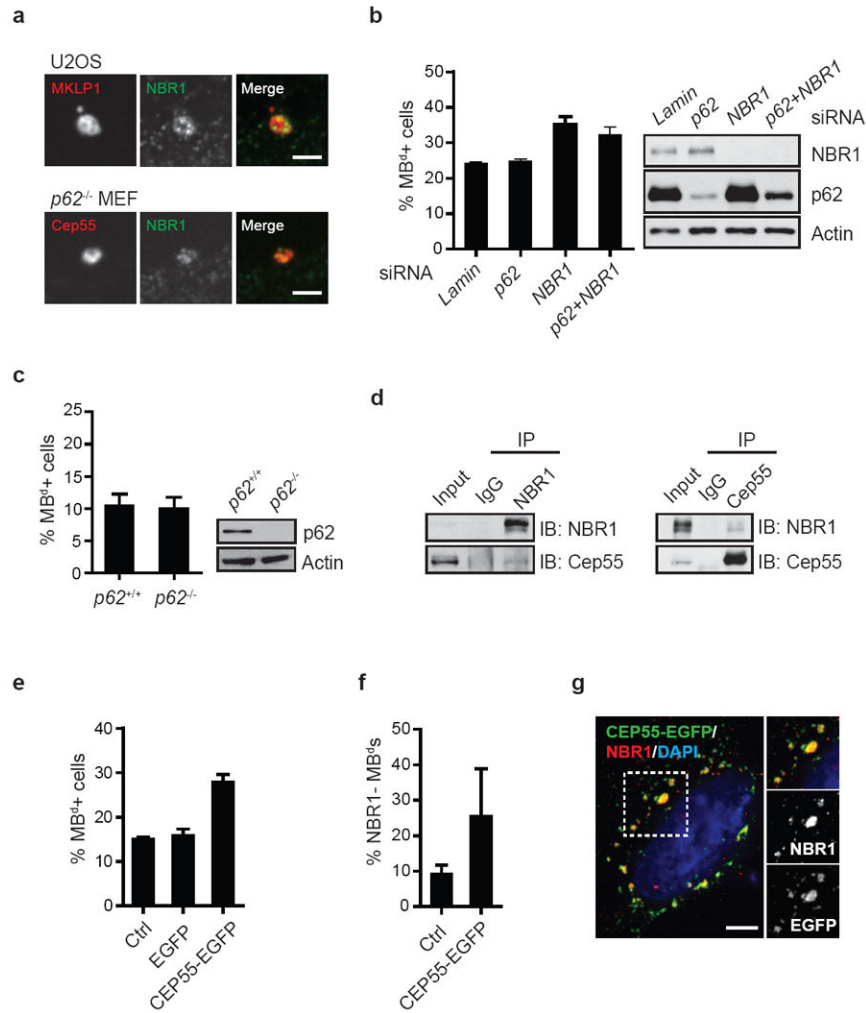 a
U2OS
MKLP1 NBR1 Merge
p62-/- MEF
Cep55 NBR1 Merge
b
% MBd+ cells
50
40
30
20
10
0
siRNA
Lamin p62 NBR1 p62+NBR1
Lamin p62 NBR1 p62+NBR1 siRNA
NBR1
p62
Actin
c
% MBd+ cells
25
20
15
10
5
0
p62+/+ p62-/-
p62+/+ p62-/-
p62
Actin
d
IP
Input IgG NBR1
IB: NBR1
IB: Cep55
IP
Input IgG Cep55
IB: NBR1
IB: Cep55
e
% MBd+ cells
40
30
20
10
0
Ctrl EGFP CEP55-EGFP
f
% NBR1- MBds
50
40
30
20
10
0
Ctrl CEP55-EGFP
g
CEP55-EGFP/
NBR1/DAPI
NBR1
EGFP